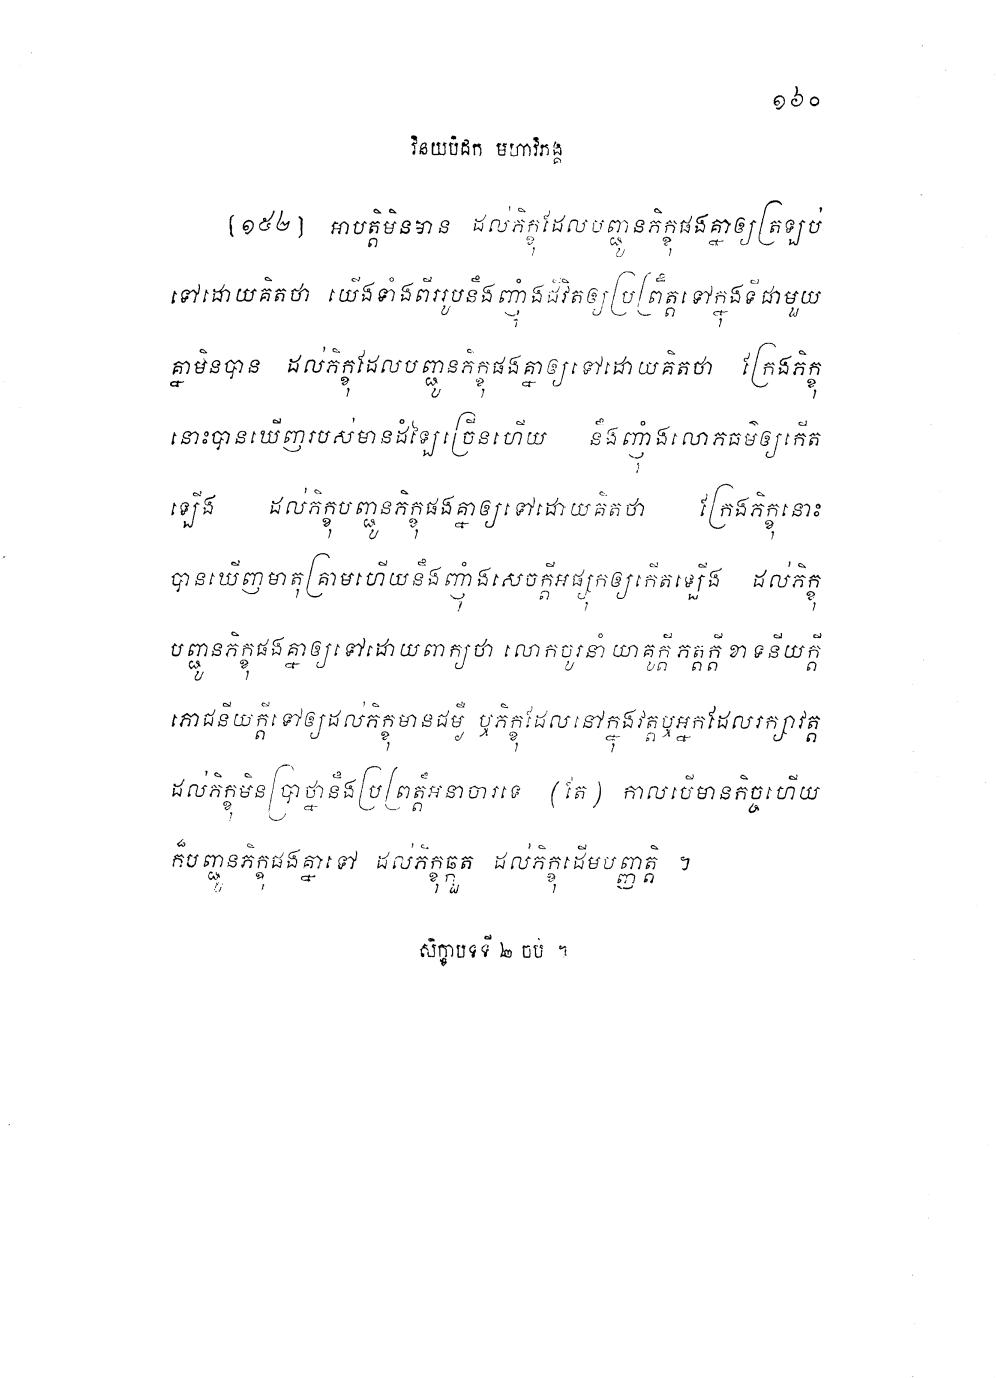 ១៦០
វិនយបិដក មហាវិភង្គ
[១៥២] អាបត្តិមិនមាន ដល់ភិក្ខុដែលបញ្ជូនភិក្ខុផងគ្នាឲ្យត្រឡប់
ទៅដោយគិតថា យើងទាំងពីររូបនឹងញុំាងជីវិតឲ្យប្រព្រឹត្តទៅក្នុងទីជាមួយ
គ្នាមិនបាន ដល់ភិក្ខុដែលបញ្ជូនភិក្ខុផងគ្នាឲ្យទៅដោយគិតថា ក្រែងភិក្ខុ
នោះបានឃើញរបស់មានដំឡៃច្រើនហើយ នឹងញុំាងលោភធម៌ឲ្យកើត
ឡើង ដល់ភិក្ខុបញ្ជូនភិក្ខុផងគ្នាឲ្យទៅដោយគិតថា ក្រែងភិក្ខុនោះ
បានឃើញមាតុគ្រាមហើយនឹងញុំាងសេចក្តីអផ្សុកឲ្យកើតឡើង ដល់ភិក្ខុ
បញ្ជូនភិក្ខុផងគ្នាឲ្យទៅដោយពាក្យថា លោកចូរនាំ យាគូក្តី ភត្តក្តី ខាទនីយក្តី
ភោជនីយក្តីទៅឲ្យដល់ភិក្ខុមានជម្ងឺ ឬភិក្ខុដែលនៅក្នុងវត្តឬអ្នកដែលរក្សាវត្ត
ដល់ភិក្ខុមិនប្រាថ្នានឹងប្រព្រឹត្តអនាចារទេ (តែ) កាលបើមានកិច្ចហើយ
ក៏បញ្ជូនភិក្ខុផងគ្នាទៅ ដល់ភិក្ខុឆ្កួត ដល់ភិក្ខុដើមបញ្ញត្តិ ។
សិក្ខាបទទី ២ ចប់ ។